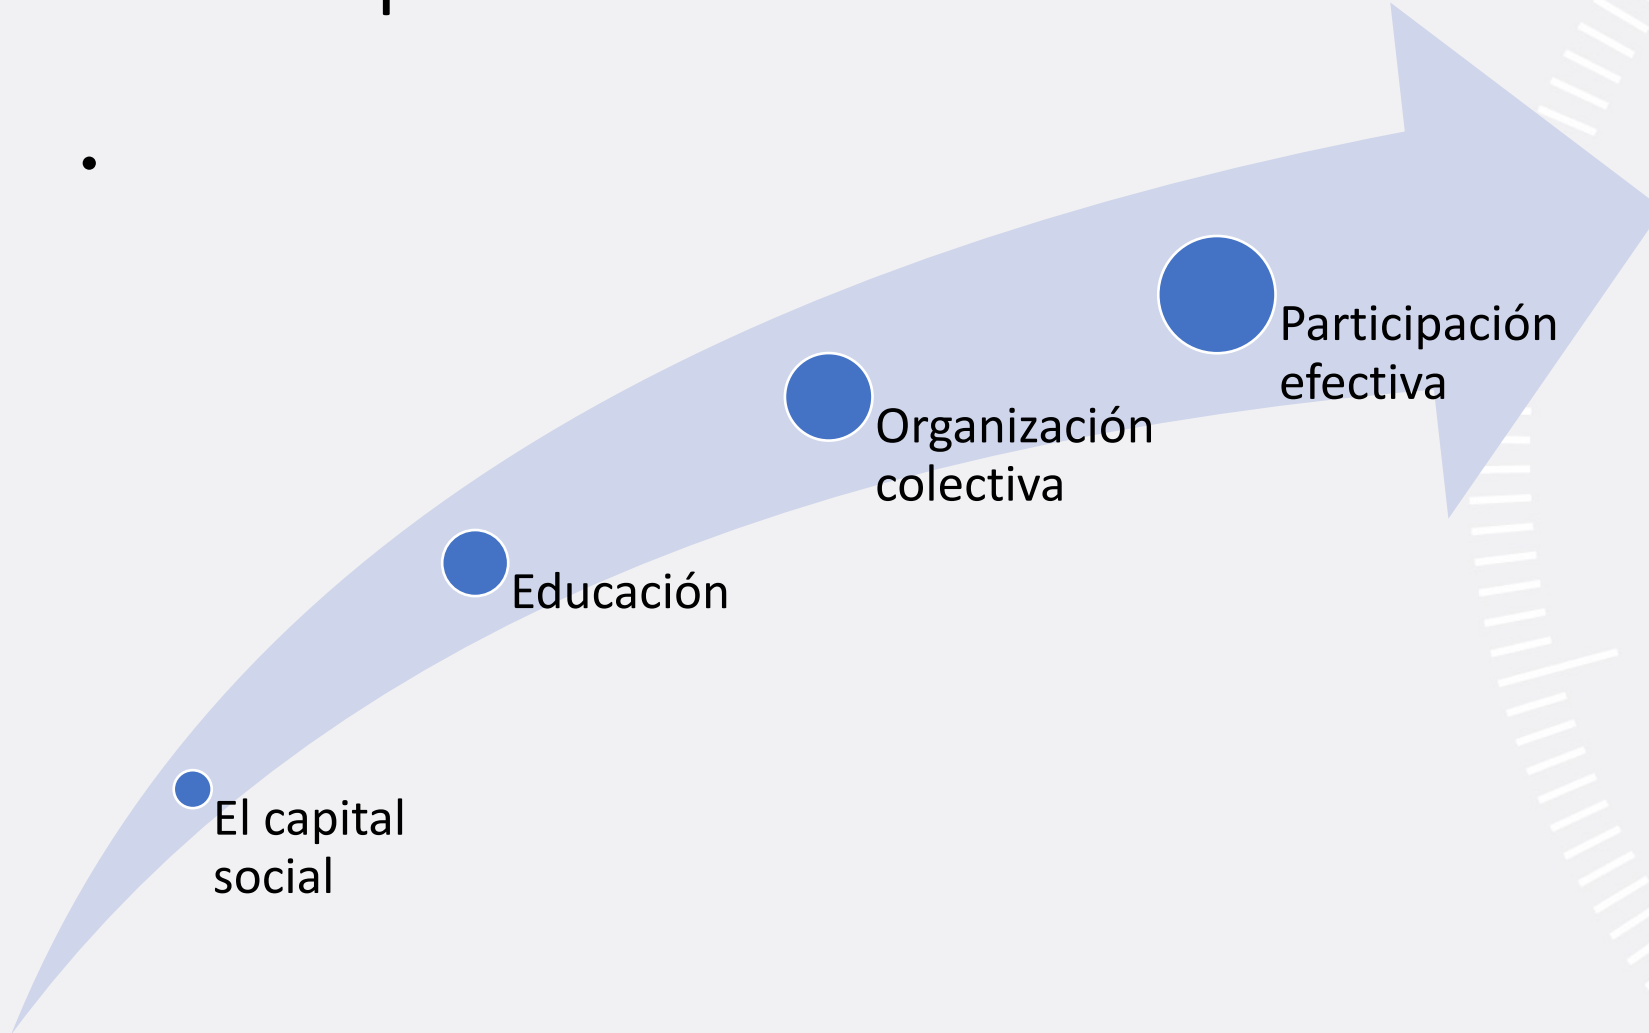 •
El capital
social
Educación
Organización
colectiva
Participación
efectiva